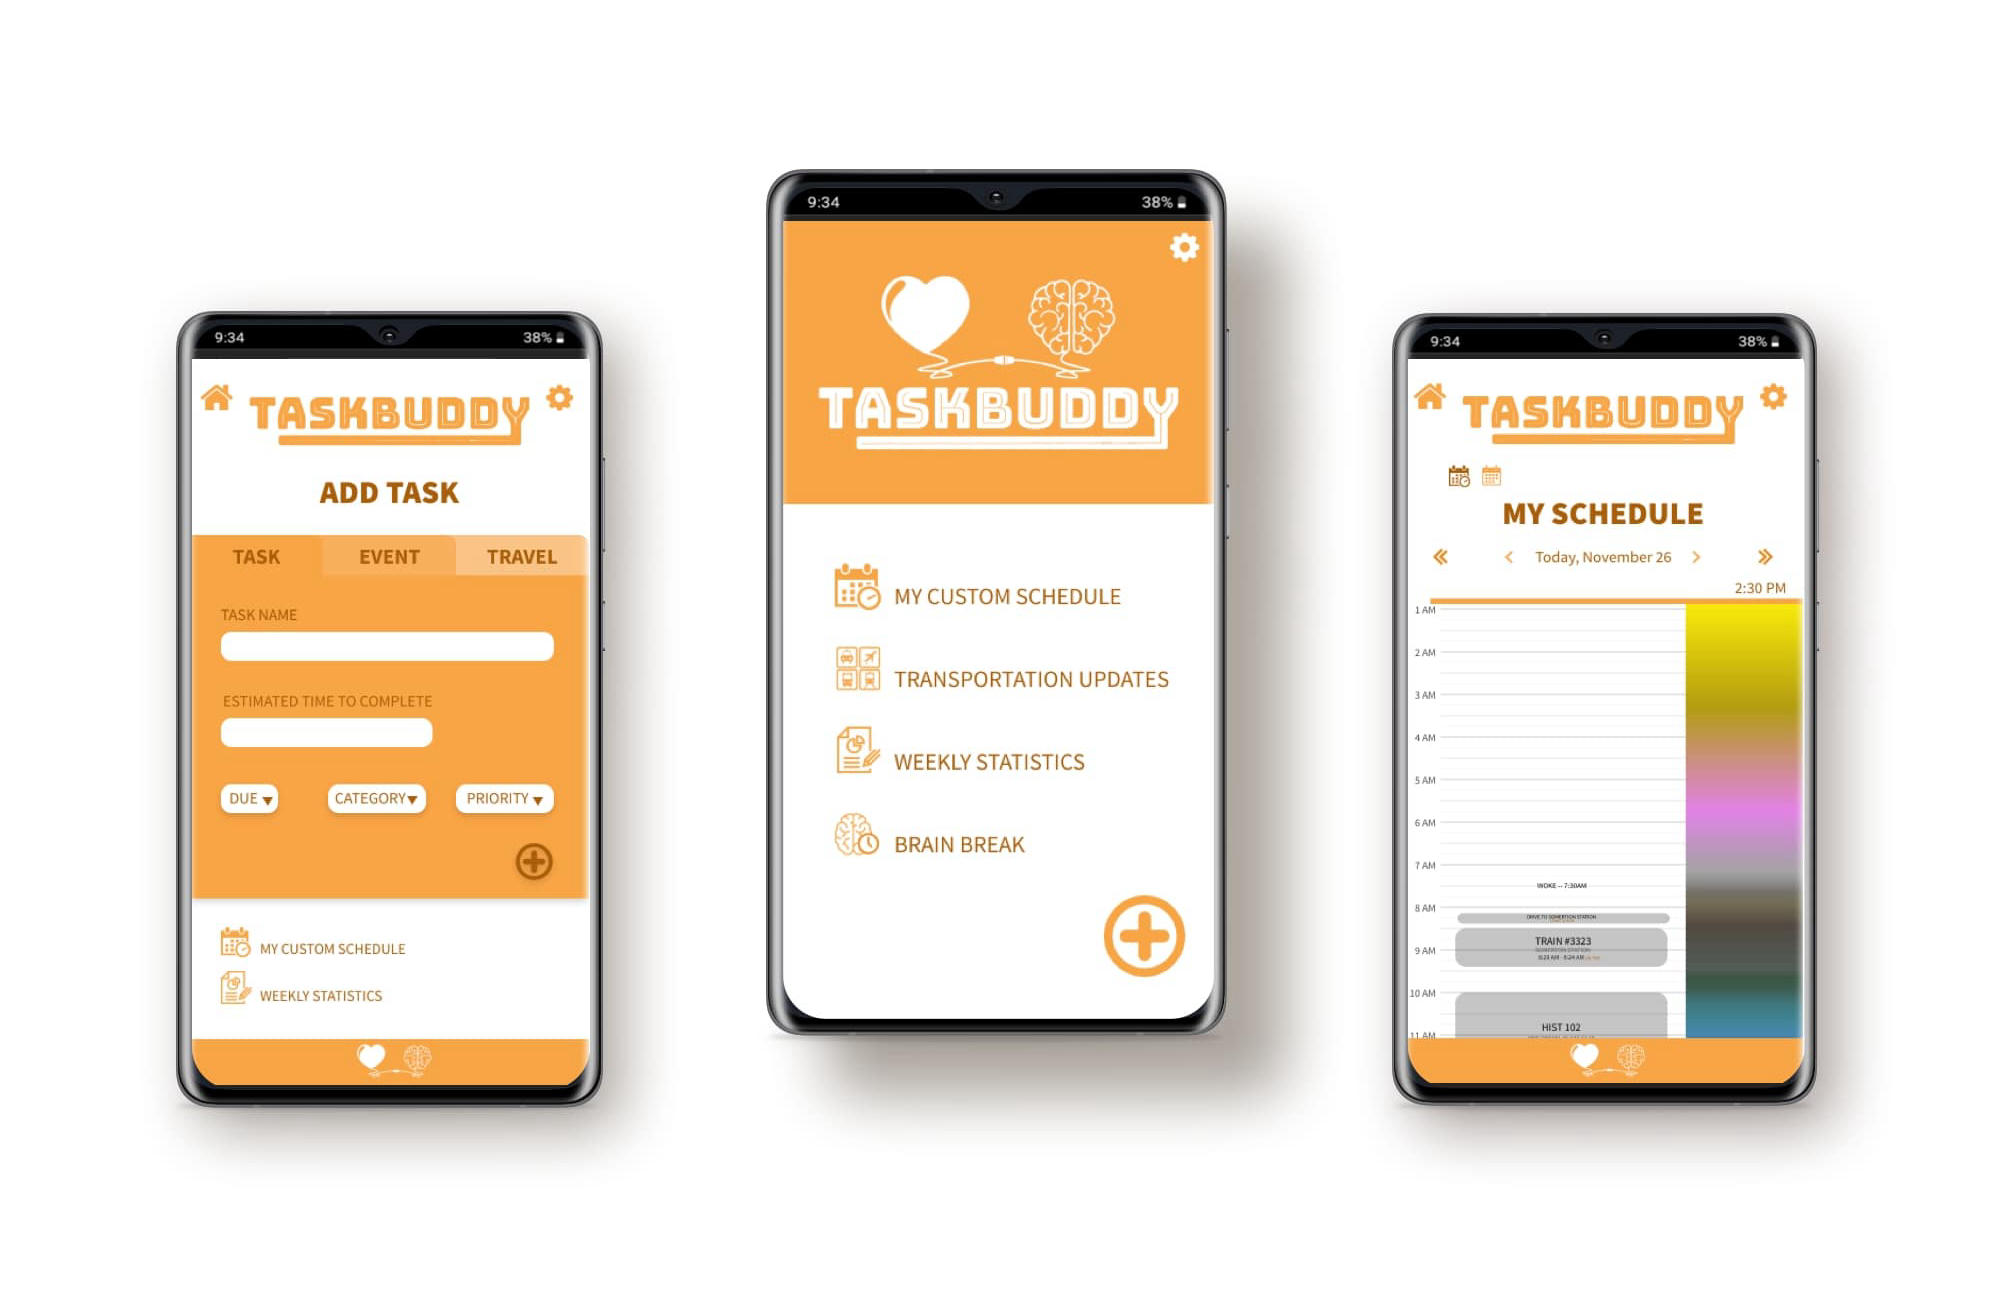 9:34
38%
TASKBUDDY
ADD TASK
TASK
EVENT
TRAVEL
TASK NAME
ESTIMATED TIME TO COMPLETE
DUE
CATEGORY
PRIORITY
MY CUSTOM SCHEDULE
WEEKLY STATISTICS
9:34
38%
TASKBUDDY
MY CUSTOM SCHEDULE
TRANSPORTATION UPDATES
WEEKLY STATISTICS
BRAIN BREAK
9:34
38%
TASKBUDDY
MY SCHEDULE
Today, November 26
2:30 PM
1 AM
2 AM
3 AM
4 AM
5 AM
6 AM
7 AM
WOKE -- 7:30AM
8 AM
DRIVE TO SOMERTON STATION
TRAIN #3323
9 AM
10 AM
HIST 102
11 AM